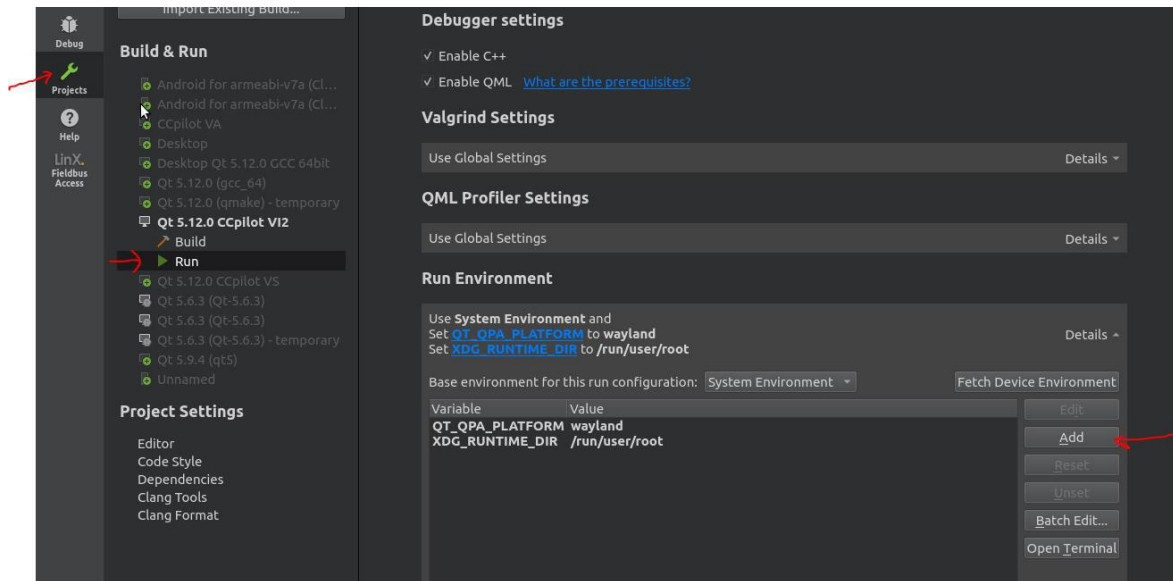 Import Existing Build...
Debug
Projects
Help
LinX.
Fieldbus
Access
Build & Run
Android for armeabi-v7a (Cl...
Android for armeabi-v7a (Cl...
CCpilot VA
Desktop
Desktop Qt 5.12.0 GCC 64bit
Qt 5.12.0 (gcc_64)
Qt 5.12.0 (qmake) - temporary
Qt 5.12.0 CCpilot VI2
Build
Run
Qt 5.12.0 CCpilot VS
Qt 5.6.3 (Qt-5.6.3)
Qt 5.6.3 (Qt-5.6.3)
Qt 5.6.3 (Qt-5.6.3) - temporary
Qt 5.9.4 (qt5)
Unnamed
Project Settings
Editor
Code Style
Dependencies
Clang Tools
Clang Format
Debugger settings
Enable C++
Enable QML What are the prerequisites?
Valgrind Settings
Use Global Settings Details
QML Profiler Settings
Use Global Settings Details
Run Environment
Use System Environment and
Set QT_QPA_PLATFORM to wayland
Set XDG_RUNTIME_DIR to /run/user/root
Details
Base environment for this run configuration: System Environment Fetch Device Environment
Variable Value
QT_QPA_PLATFORM wayland
XDG_RUNTIME_DIR /run/user/root
Edit
Add
Reset
Unset
Batch Edit...
Open Terminal